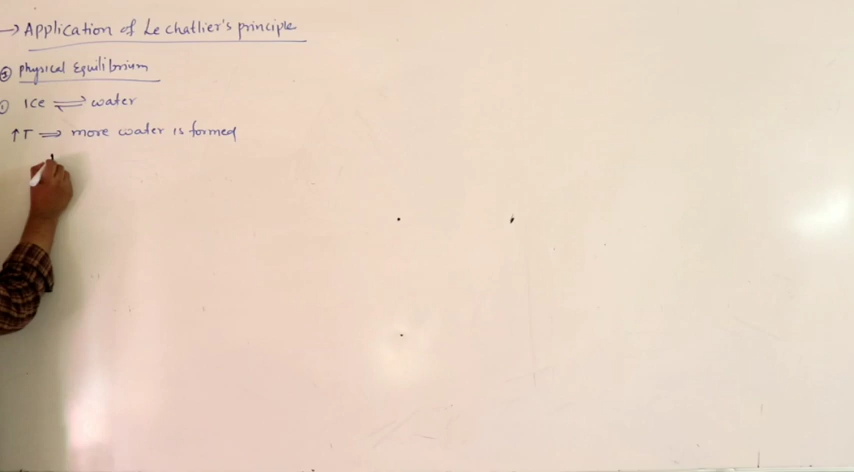 → Application of Le chatlier's principle
Physical Equilibrium
① Ice ⇌ water
↑T ⇒ more water is formed